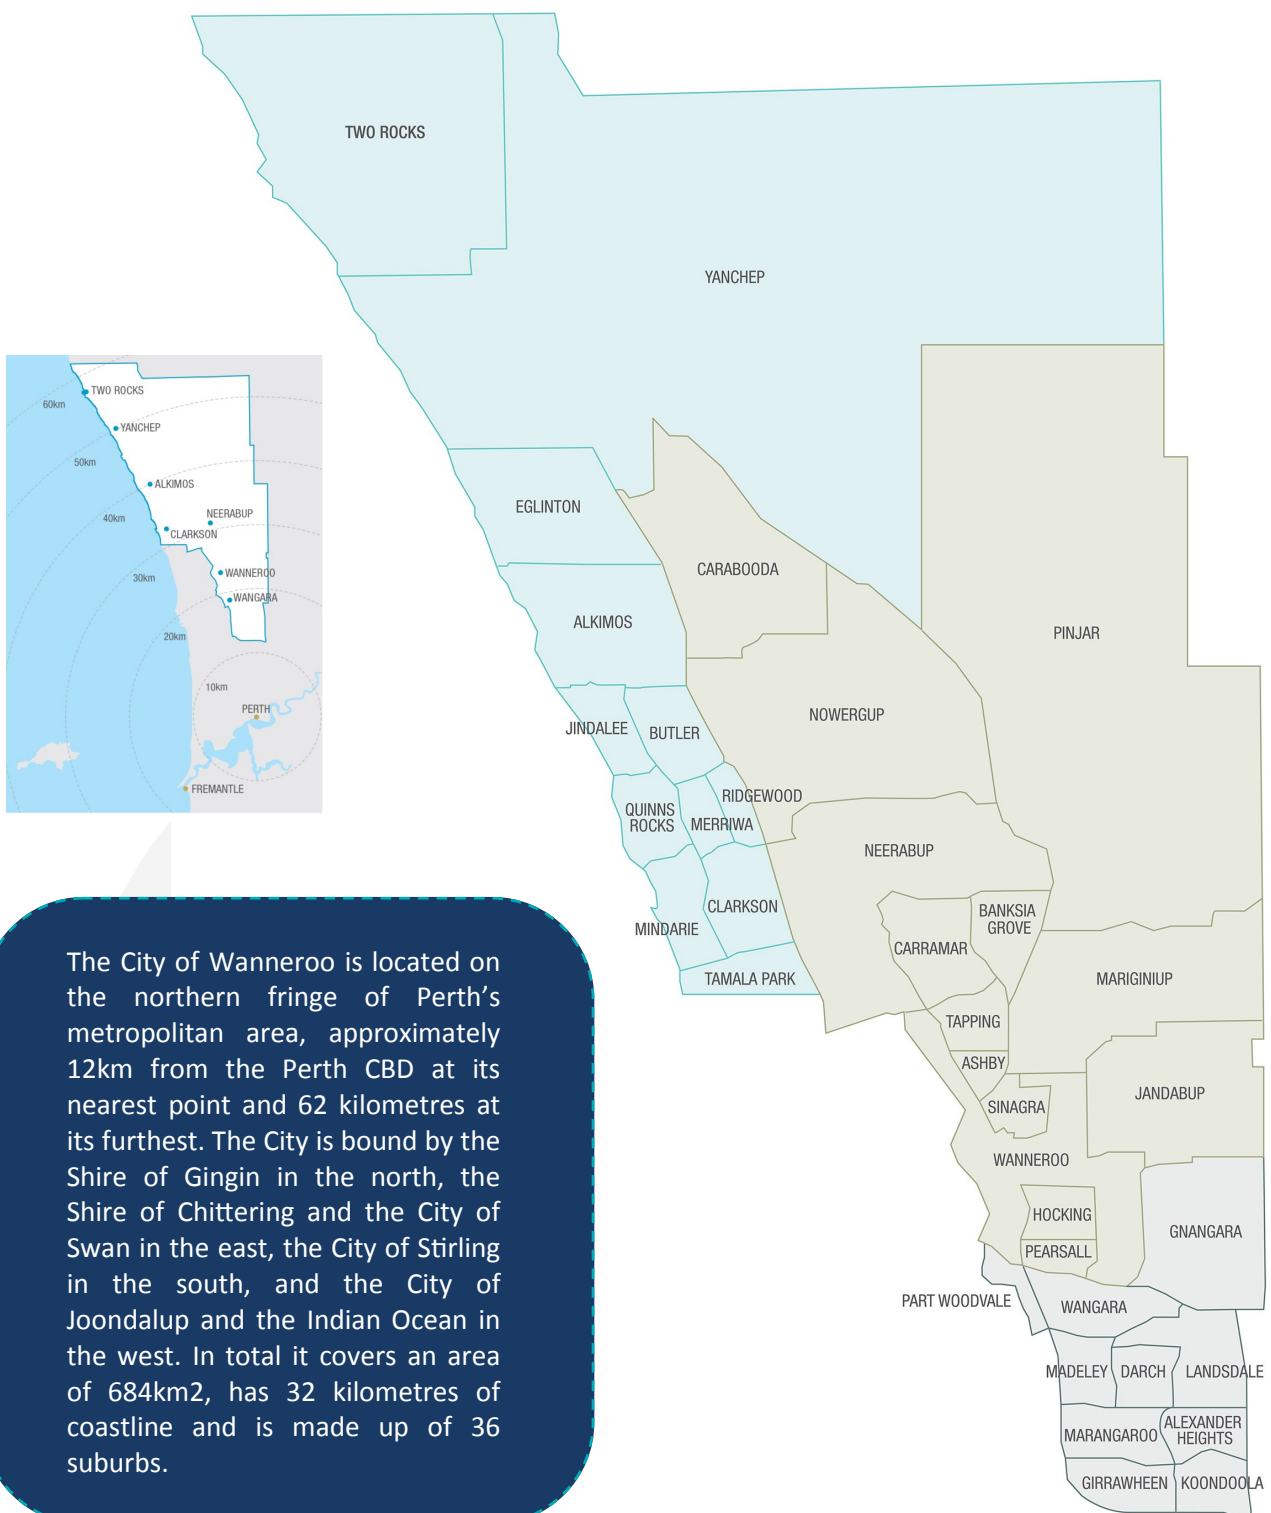 TWO ROCKS
YANCHEP
EGLINTON
CARABOODA
ALKIMOS
PINJAR
NOWERGUP
JINDALEE
BUTLER
RIDGEWOOD
QUINNS
ROCKS
MERRIWA
NEERABUP
CLARKSON
BANKSIA
GROVE
MINDARIE
CARRAMAR
TAMALA PARK
MARIGINIUP
TAPPING
ASHBY
JANDABUP
SINAGRA
WANNEROO
HOCKING
GNANGARA
PEARSALL
PART WOODVALE
WANGARA
MADELEY
DARCH
LANDSDALE
MARANGAROO
ALEXANDER
HEIGHTS
GIRRAWHEEN
KOONDOOLA
TWO ROCKS
60km
YANCHEP
50km
ALKIMOS
40km
NEERABUP
CLARKSON
30km
WANNEROO
WANGARA
20km
10km
PERTH
FREMANTLE
The City of Wanneroo is located on
the northern fringe of Perth’s
metropolitan area, approximately
12km from the Perth CBD at its
nearest point and 62 kilometres at
its furthest. The City is bound by the
Shire of Gingin in the north, the
Shire of Chittering and the City of
Swan in the east, the City of Stirling
in the south, and the City of
Joondalup and the Indian Ocean in
the west. In total it covers an area
of 684km2, has 32 kilometres of
coastline and is made up of 36
suburbs.